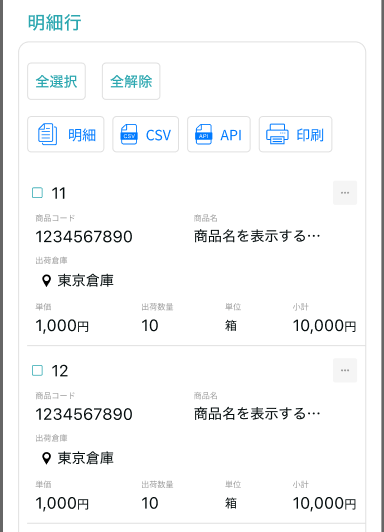 明細行
全選択 全解除
明細 CSV CSV API API 印刷
11 ...
商品コード 商品名
1234567890 商品名を表示する…
出荷倉庫
東京倉庫
単価 出荷数量 単位 小計
1,000円 10 箱 10,000円
12 ...
商品コード 商品名
1234567890 商品名を表示する…
出荷倉庫
東京倉庫
単価 出荷数量 単位 小計
1,000円 10 箱 10,000円